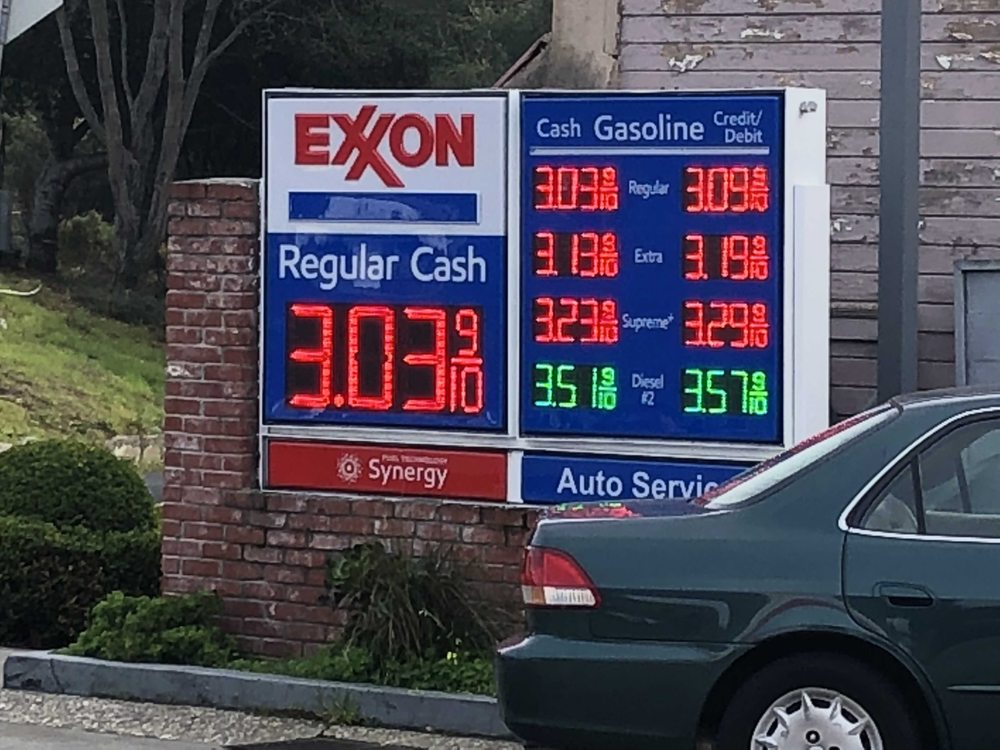 EXXON
Regular Cash
3.03 9/10
FUEL TECHNOLOGY
Synergy
Cash Gasoline Credit/
Debit
3.03 9/10 Regular 3.09 9/10
3.13 9/10 Extra 3.19 9/10
3.23 9/10 Supreme+ 3.29 9/10
3.51 9/10 Diesel #2 3.57 9/10
Auto Servic